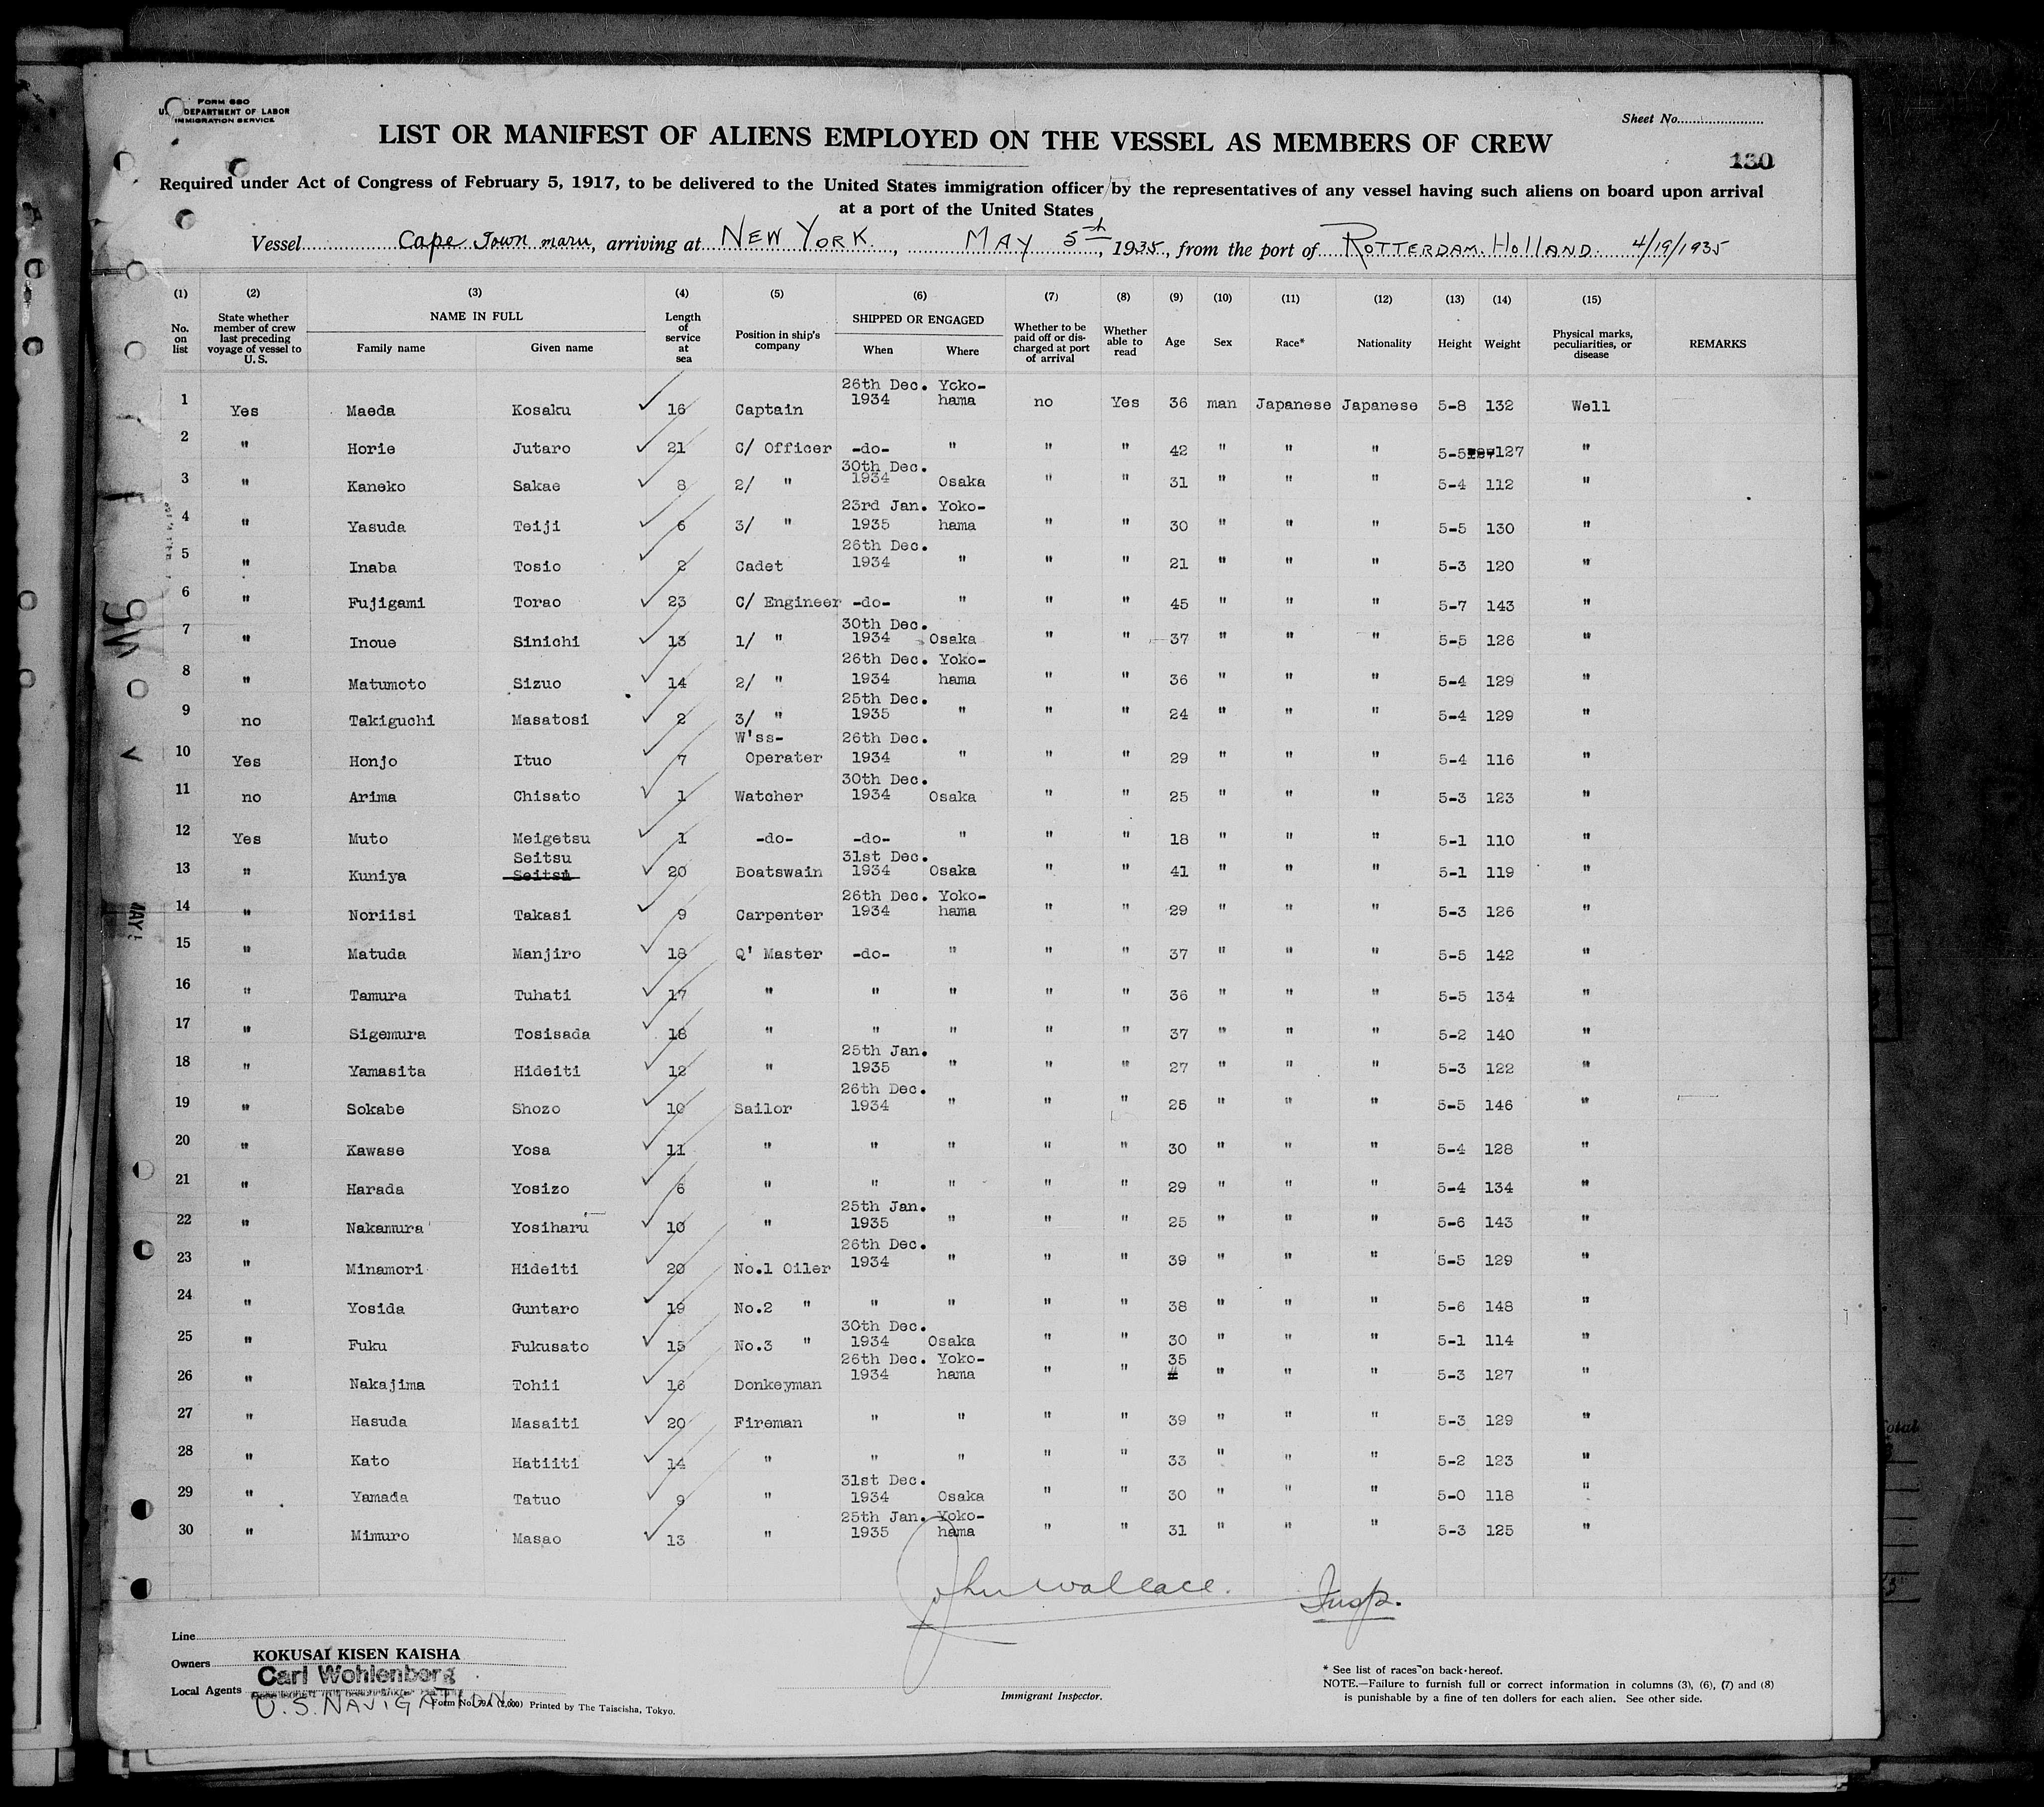 FORM 680
U. DEPARTMENT OF LABOR
IMMIGRATION SERVICE
Sheet No.
LIST OR MANIFEST OF ALIENS EMPLOYED ON THE VESSEL AS MEMBERS OF CREW
130
Required under Act of Congress of February 5, 1917, to be delivered to the United States immigration officer by the representatives of any vessel having such aliens on board upon arrival
at a port of the United States
Vessel Cape Town maru, arriving at NEW YORK, MAY 5th, 1935, from the port of ROTTERDAM. HOLLAND 4/19/1935
(1) (2) (3) (4) (5) (6) (7) (8) (9) (10) (11) (12) (13) (14) (15)
No. on list State whether member of crew last preceding voyage of vessel to U. S. NAME IN FULL Family name Given name Length of service at sea Position in ship's company SHIPPED OR ENGAGED When Where Whether to be paid off or discharged at port of arrival Whether able to read Age Sex Race* Nationality Height Weight Physical marks, peculiarities, or disease REMARKS
1 Yes Maeda Kosaku 16 Captain 26th Dec. 1934 Yokohama no Yes 36 man Japanese Japanese 5-8 132 Well
2 " Horie Jutaro 21 C/ Officer -do- " " " 42 " " " 5-5 127 "
3 " Kaneko Sakae 8 2/ " 30th Dec. 1934 Osaka " " 31 " " " 5-4 112 "
4 " Yasuda Teiji 6 3/ " 23rd Jan. 1935 Yokohama " " 30 " " " 5-5 130 "
5 " Inaba Tosio 2 Cadet 26th Dec. 1934 " " " 21 " " " 5-3 120 "
6 " Fujigami Torao 23 C/ Engineer -do- " " " 45 " " " 5-7 143 "
7 " Inoue Sinichi 13 1/ " 30th Dec. 1934 Osaka " " 37 " " " 5-5 126 "
8 " Matumoto Sizuo 14 2/ " 26th Dec. 1934 Yokohama " " 36 " " " 5-4 129 "
9 no Takiguchi Masatosi 2 3/ " 25th Dec. 1935 " " " 24 " " " 5-4 129 "
10 Yes Honjo Ituo 7 W'ss- Operater 26th Dec. 1934 " " " 29 " " " 5-4 116 "
11 no Arima Chisato 1 Watcher 30th Dec. 1934 Osaka " " 25 " " " 5-3 123 "
12 Yes Muto Meigetsu 1 -do- -do- " " " 18 " " " 5-1 110 "
13 " Kuniya Seitsu Seitsu 20 Boatswain 31st Dec. 1934 Osaka " " 41 " " " 5-1 119 "
14 " Noriisi Takasi 9 Carpenter 26th Dec. 1934 Yokohama " " 29 " " " 5-3 126 "
15 " Matuda Manjiro 18 Q' Master -do- " " " 37 " " " 5-5 142 "
16 " Tamura Tuhati 17 " " " " " 36 " " " 5-5 134 "
17 " Sigemura Tosisada 18 " " " " " 37 " " " 5-2 140 "
18 " Yamasita Hideiti 12 " 25th Jan. 1935 " " " 27 " " " 5-3 122 "
19 " Sokabe Shozo 10 Sailor 26th Dec. 1934 " " " 26 " " " 5-5 146 "
20 " Kawase Yosa 11 " " " " " 30 " " " 5-4 128 "
21 " Harada Yosizo 6 " " " " " 29 " " " 5-4 134 "
22 " Nakamura Yosiharu 10 " 25th Jan. 1935 " " " 25 " " " 5-6 143 "
23 " Minamori Hideiti 20 No.1 Oiler 26th Dec. 1934 " " " 39 " " " 5-5 129 "
24 " Yosida Guntaro 19 No.2 " " " " " 38 " " " 5-6 148 "
25 " Fuku Fukusato 15 No.3 " 30th Dec. 1934 Osaka " " 30 " " " 5-1 114 "
26 " Nakajima Tohii 16 Donkeyman 26th Dec. 1934 Yokohama " " 35 " " " 5-3 127 "
27 " Hasuda Masaiti 20 Fireman " " " " 39 " " " 5-3 129 "
28 " Kato Hatiiti 14 " " " " " 33 " " " 5-2 123 "
29 " Yamada Tatuo 9 " 31st Dec. 1934 Osaka " " 30 " " " 5-0 118 "
30 " Mimuro Masao 13 " 25th Jan. 1935 Yokohama " " 31 " " " 5-3 125 "
John Wallace. Insp.
Line
Owners KOKUSAI KISEN KAISHA
Carl Wohlenberg
Local Agents
U.S. NAVIGATION
Form No. 79A (2,000) Printed by The Taiseisha, Tokyo.
Immigrant Inspector.
* See list of races on back hereof.
NOTE.—Failure to furnish full or correct information in columns (3), (6), (7) and (8)
is punishable by a fine of ten dollars for each alien. See other side.